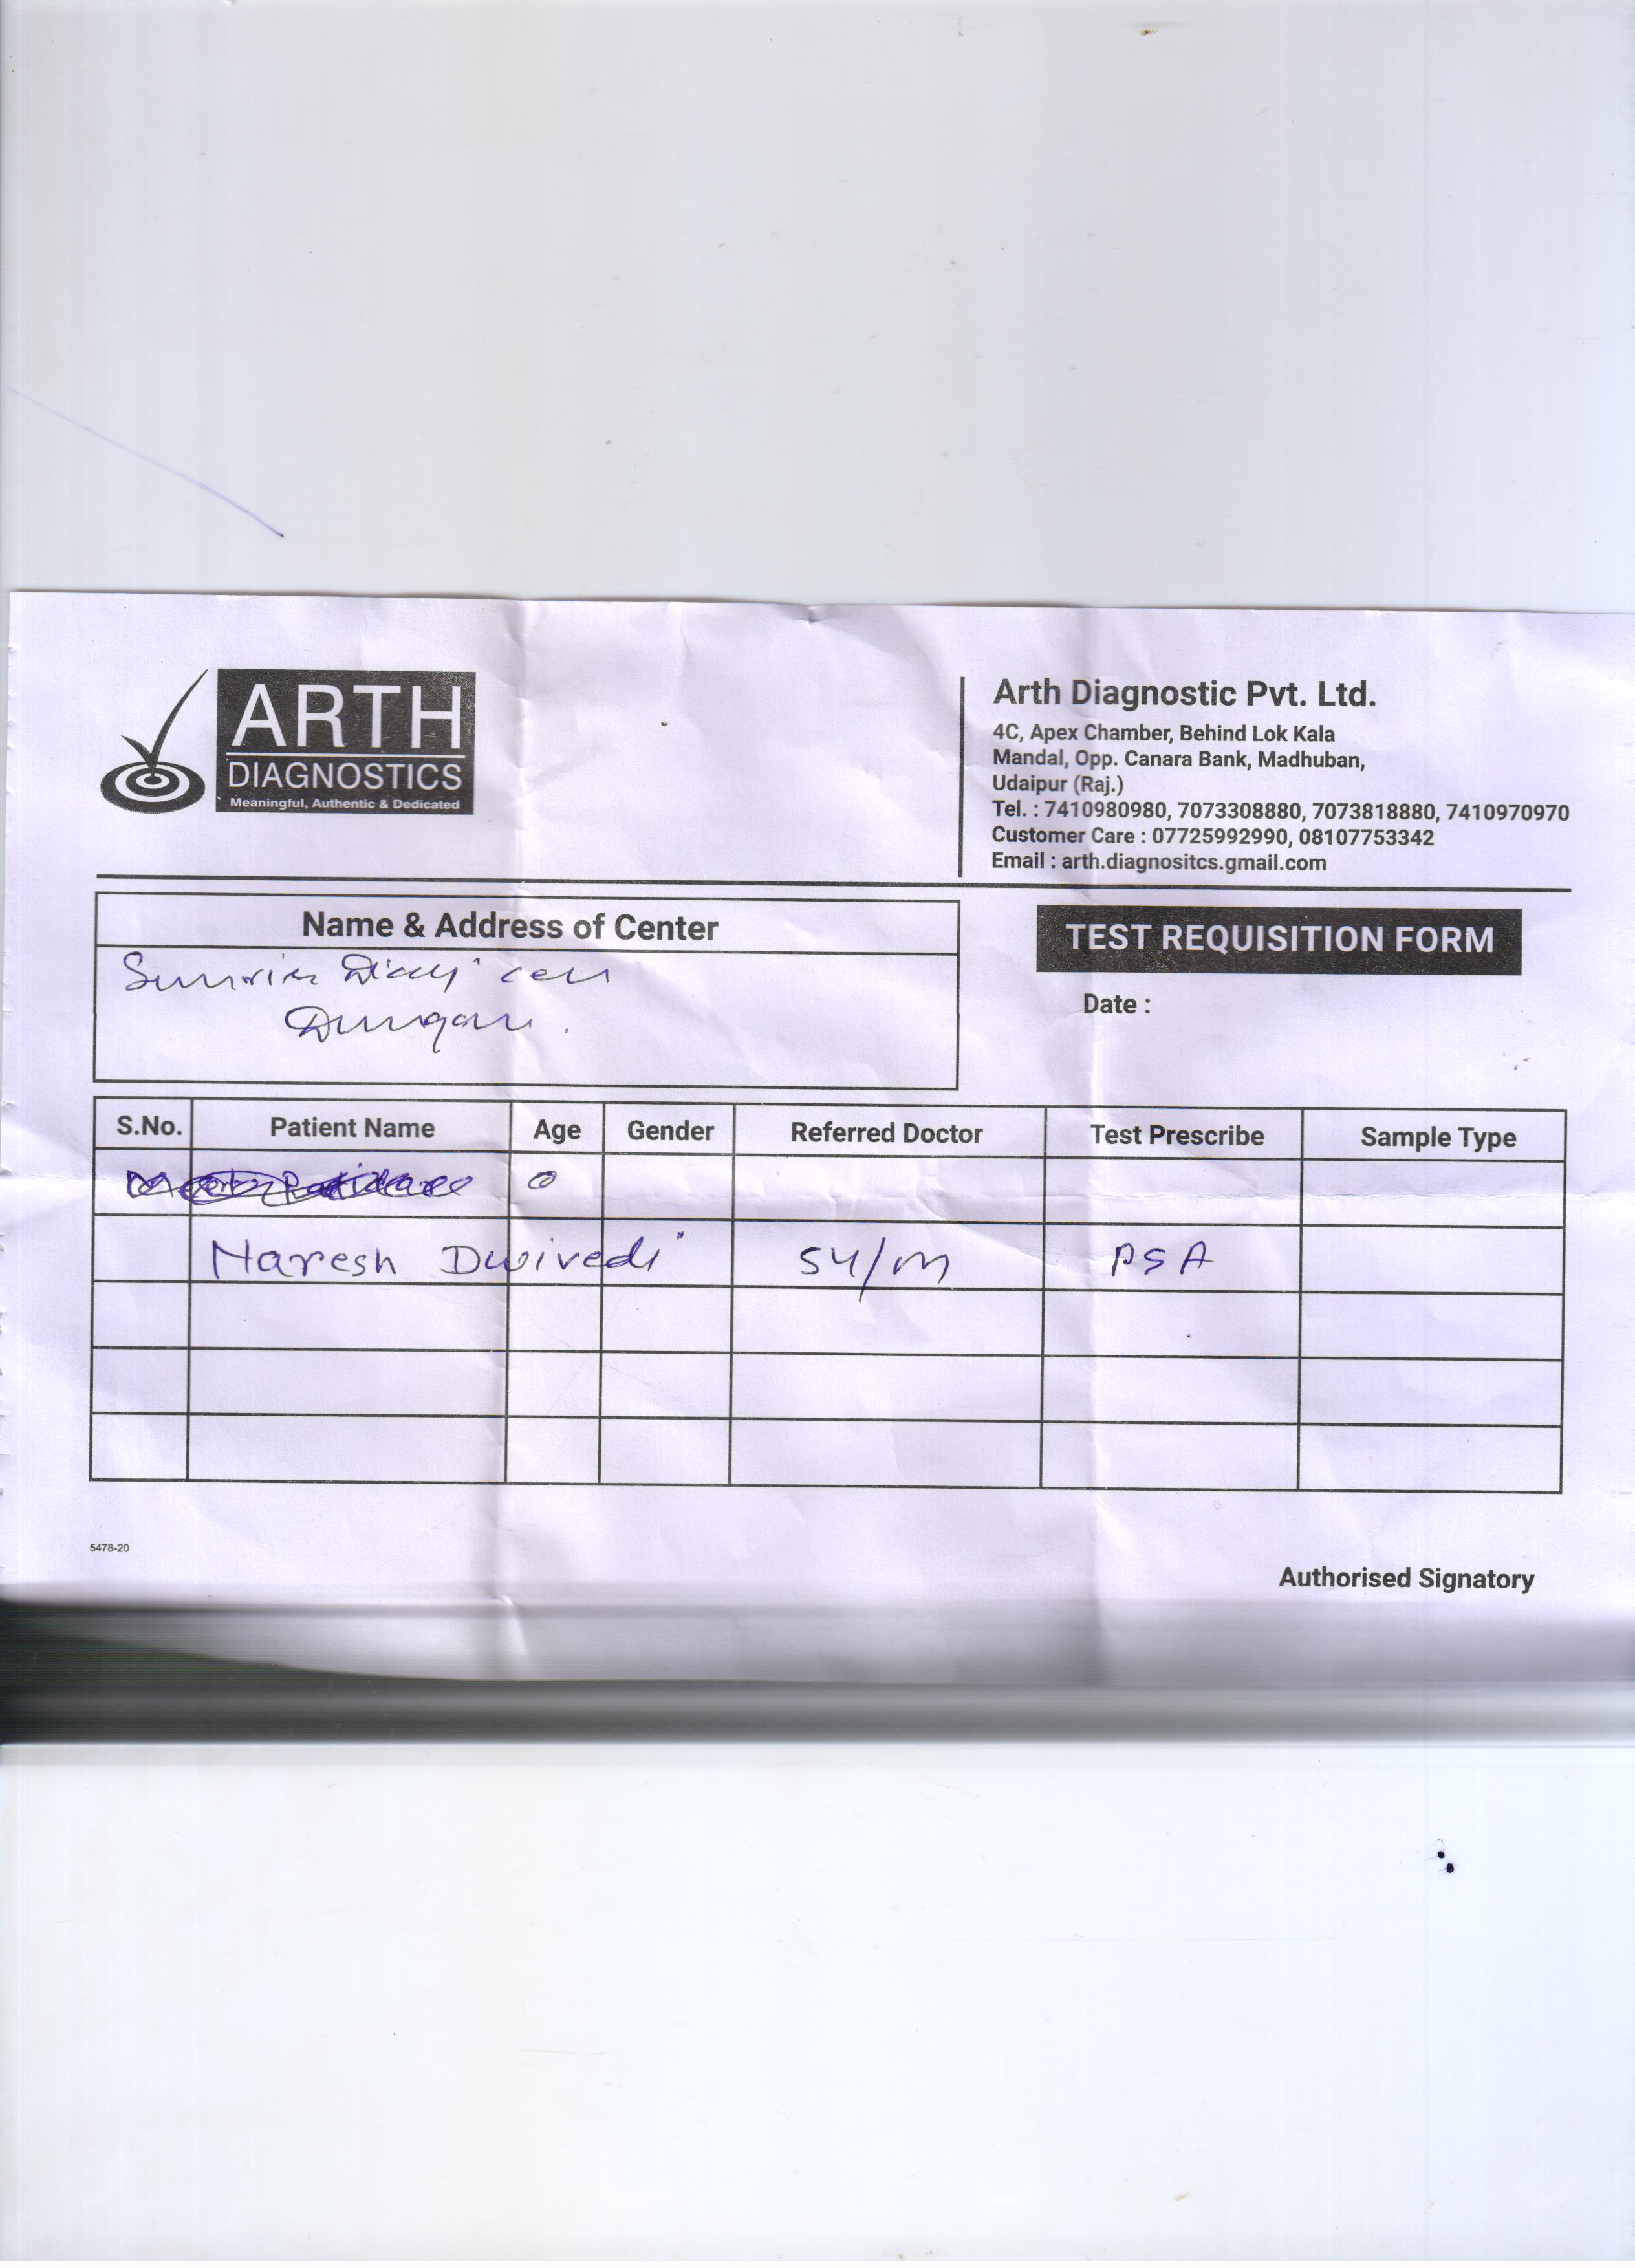 ARTH
DIAGNOSTICS
Meaningful, Authentic & Dedicated
Arth Diagnostic Pvt. Ltd.
4C, Apex Chamber, Behind Lok Kala
Mandal, Opp. Canara Bank, Madhuban,
Udaipur (Raj.)
Tel. : 7410980980, 7073308880, 7073818880, 7410970970
Customer Care : 07725992990, 08107753342
Email : arth.diagnositcs.gmail.com
Name & Address of Center
TEST REQUISITION FORM
Date :
S.No. Patient Name Age Gender Referred Doctor Test Prescribe Sample Type
Naresh Dwivedi 54/m PSA
5478-20
Authorised Signatory